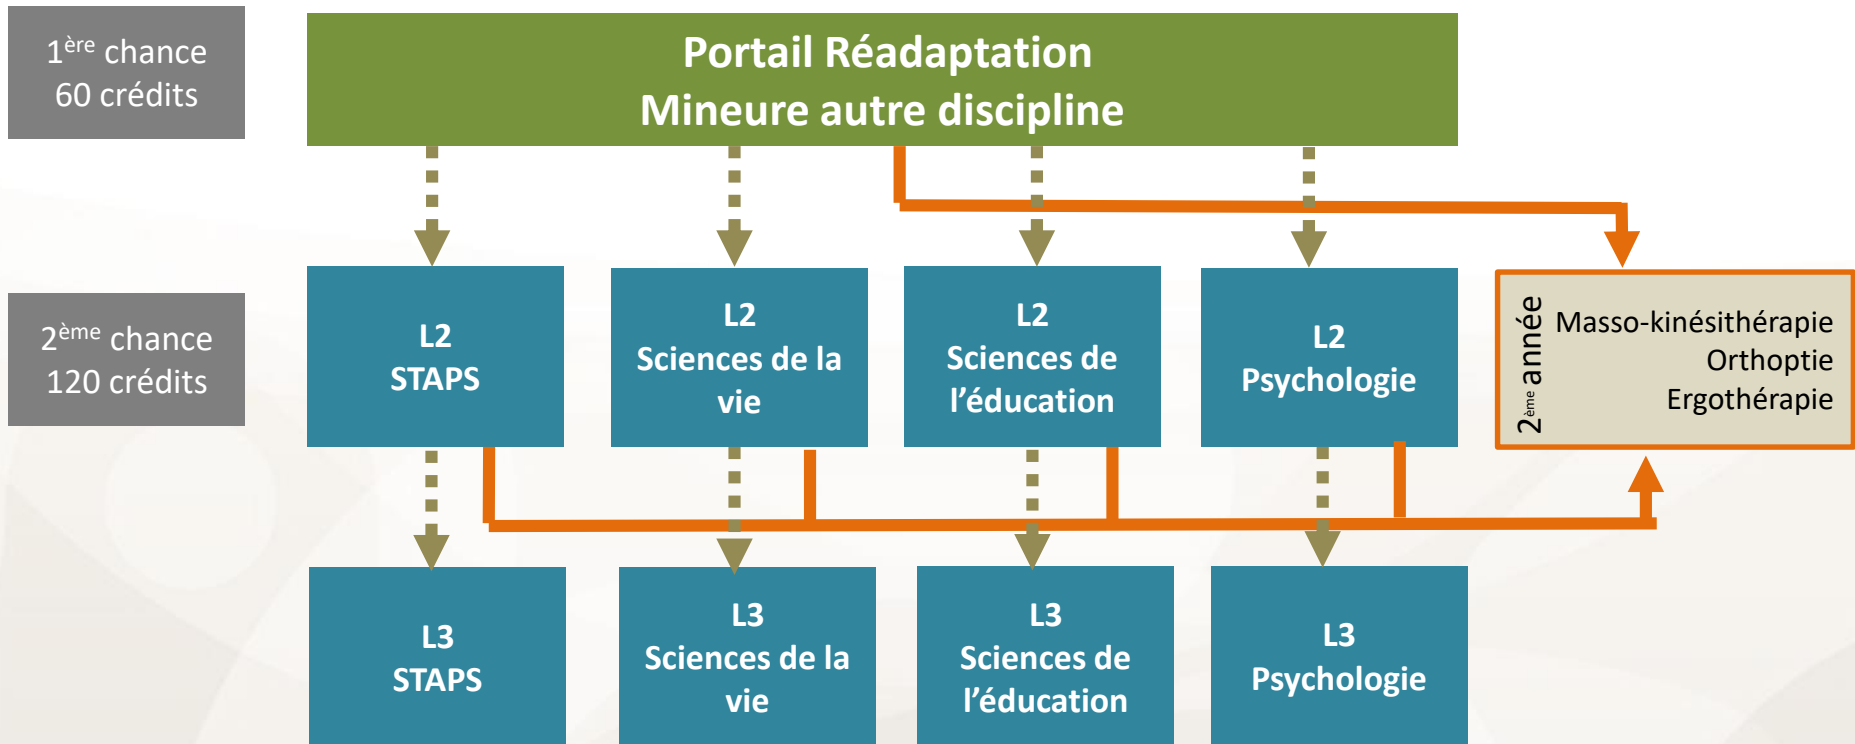 1ère chance
60 crédits
Portail Réadaptation
Mineure autre discipline
2ème chance
120 crédits
L2
STAPS
L2
Sciences de la
vie
L2
Sciences de
l’éducation
L2
Psychologie
2ème année
Masso-kinésithérapie
Orthoptie
Ergothérapie
L3
STAPS
L3
Sciences de la
vie
L3
Sciences de
l’éducation
L3
Psychologie